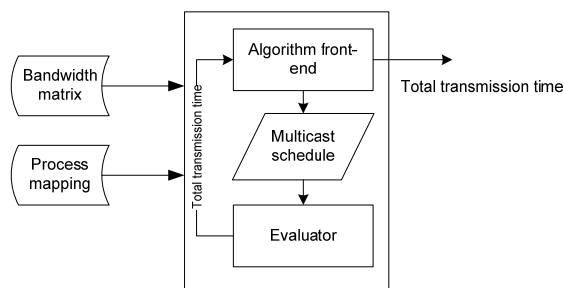 Bandwidth
matrix
Process
mapping
Total transmission time
Algorithm front-
end
Multicast
schedule
Evaluator
Total transmission time